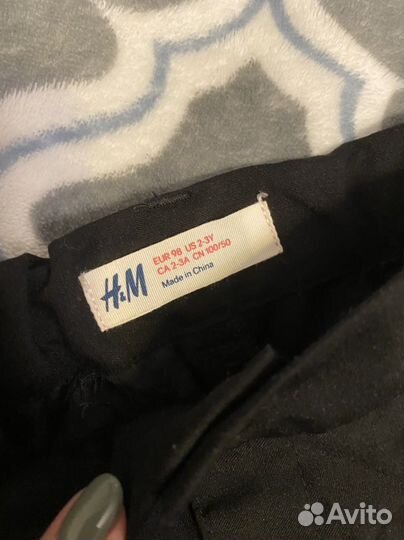 H&M
EUR 98 US 2-3Y
CA 2-3A CN 100/50
Made in China
Avito